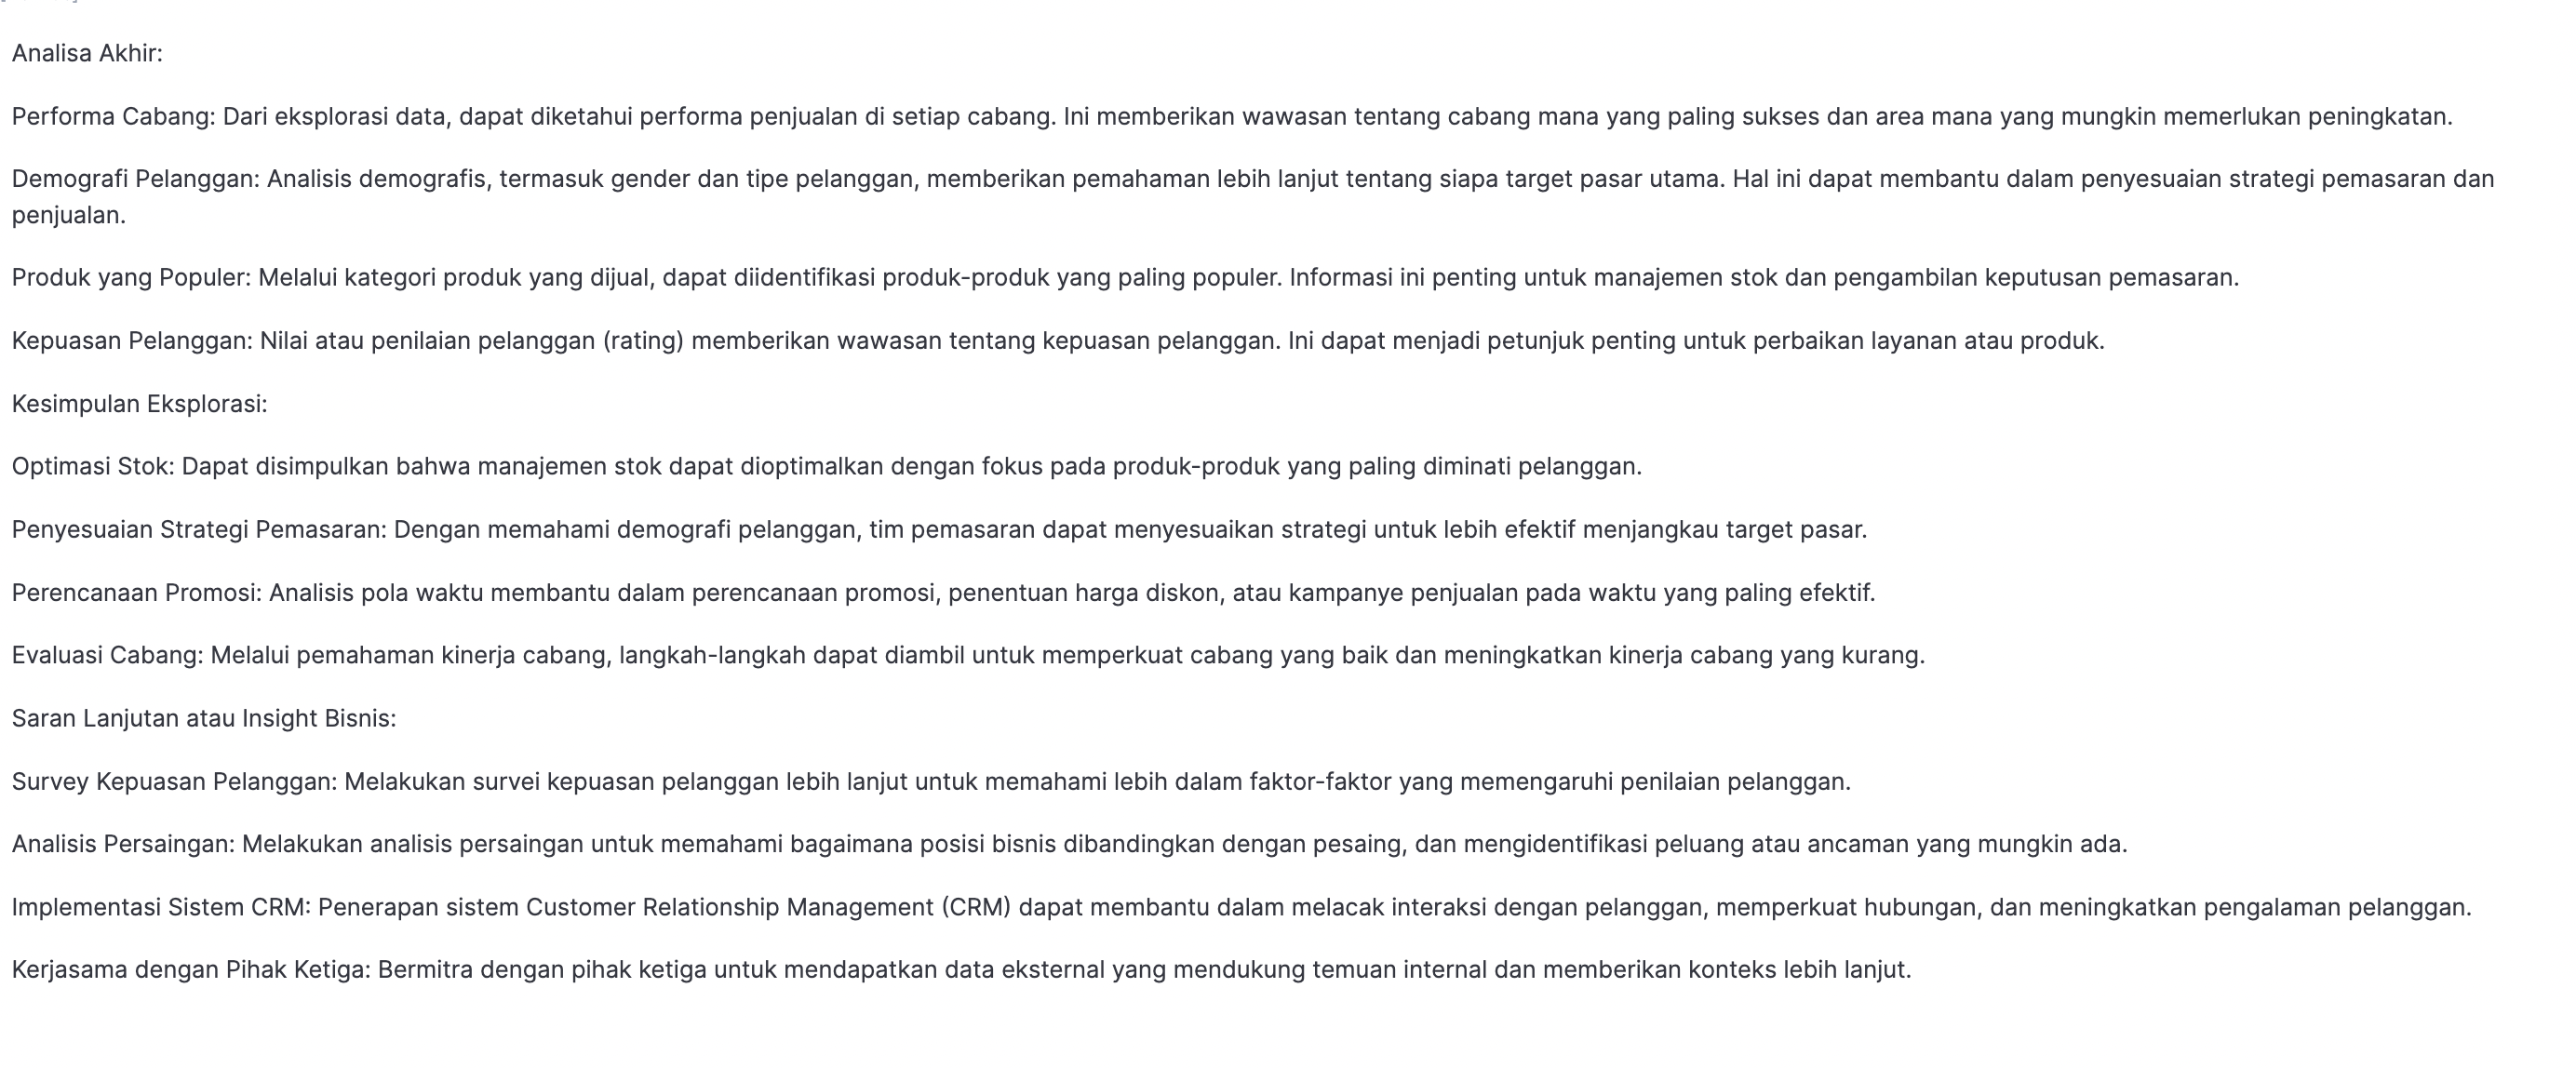 Analisa Akhir:
Performa Cabang: Dari eksplorasi data, dapat diketahui performa penjualan di setiap cabang. Ini memberikan wawasan tentang cabang mana yang paling sukses dan area mana yang mungkin memerlukan peningkatan.
Demografi Pelanggan: Analisis demografis, termasuk gender dan tipe pelanggan, memberikan pemahaman lebih lanjut tentang siapa target pasar utama. Hal ini dapat membantu dalam penyesuaian strategi pemasaran dan
penjualan.
Produk yang Populer: Melalui kategori produk yang dijual, dapat diidentifikasi produk-produk yang paling populer. Informasi ini penting untuk manajemen stok dan pengambilan keputusan pemasaran.
Kepuasan Pelanggan: Nilai atau penilaian pelanggan (rating) memberikan wawasan tentang kepuasan pelanggan. Ini dapat menjadi petunjuk penting untuk perbaikan layanan atau produk.
Kesimpulan Eksplorasi:
Optimasi Stok: Dapat disimpulkan bahwa manajemen stok dapat dioptimalkan dengan fokus pada produk-produk yang paling diminati pelanggan.
Penyesuaian Strategi Pemasaran: Dengan memahami demografi pelanggan, tim pemasaran dapat menyesuaikan strategi untuk lebih efektif menjangkau target pasar.
Perencanaan Promosi: Analisis pola waktu membantu dalam perencanaan promosi, penentuan harga diskon, atau kampanye penjualan pada waktu yang paling efektif.
Evaluasi Cabang: Melalui pemahaman kinerja cabang, langkah-langkah dapat diambil untuk memperkuat cabang yang baik dan meningkatkan kinerja cabang yang kurang.
Saran Lanjutan atau Insight Bisnis:
Survey Kepuasan Pelanggan: Melakukan survei kepuasan pelanggan lebih lanjut untuk memahami lebih dalam faktor-faktor yang memengaruhi penilaian pelanggan.
Analisis Persaingan: Melakukan analisis persaingan untuk memahami bagaimana posisi bisnis dibandingkan dengan pesaing, dan mengidentifikasi peluang atau ancaman yang mungkin ada.
Implementasi Sistem CRM: Penerapan sistem Customer Relationship Management (CRM) dapat membantu dalam melacak interaksi dengan pelanggan, memperkuat hubungan, dan meningkatkan pengalaman pelanggan.
Kerjasama dengan Pihak Ketiga: Bermitra dengan pihak ketiga untuk mendapatkan data eksternal yang mendukung temuan internal dan memberikan konteks lebih lanjut.